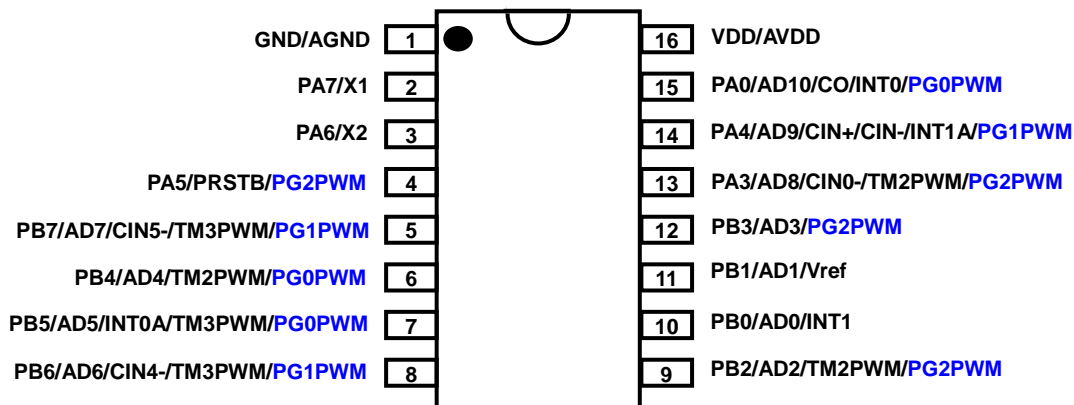 GND/AGND 1 16 VDD/AVDD
PA7/X1 2 15 PA0/AD10/CO/INT0/PG0PWM
PA6/X2 3 14 PA4/AD9/CIN+/CIN-/INT1A/PG1PWM
PA5/PRSTB/PG2PWM 4 13 PA3/AD8/CIN0-/TM2PWM/PG2PWM
PB7/AD7/CIN5-/TM3PWM/PG1PWM 5 12 PB3/AD3/PG2PWM
PB4/AD4/TM2PWM/PG0PWM 6 11 PB1/AD1/Vref
PB5/AD5/INT0A/TM3PWM/PG0PWM 7 10 PB0/AD0/INT1
PB6/AD6/CIN4-/TM3PWM/PG1PWM 8 9 PB2/AD2/TM2PWM/PG2PWM